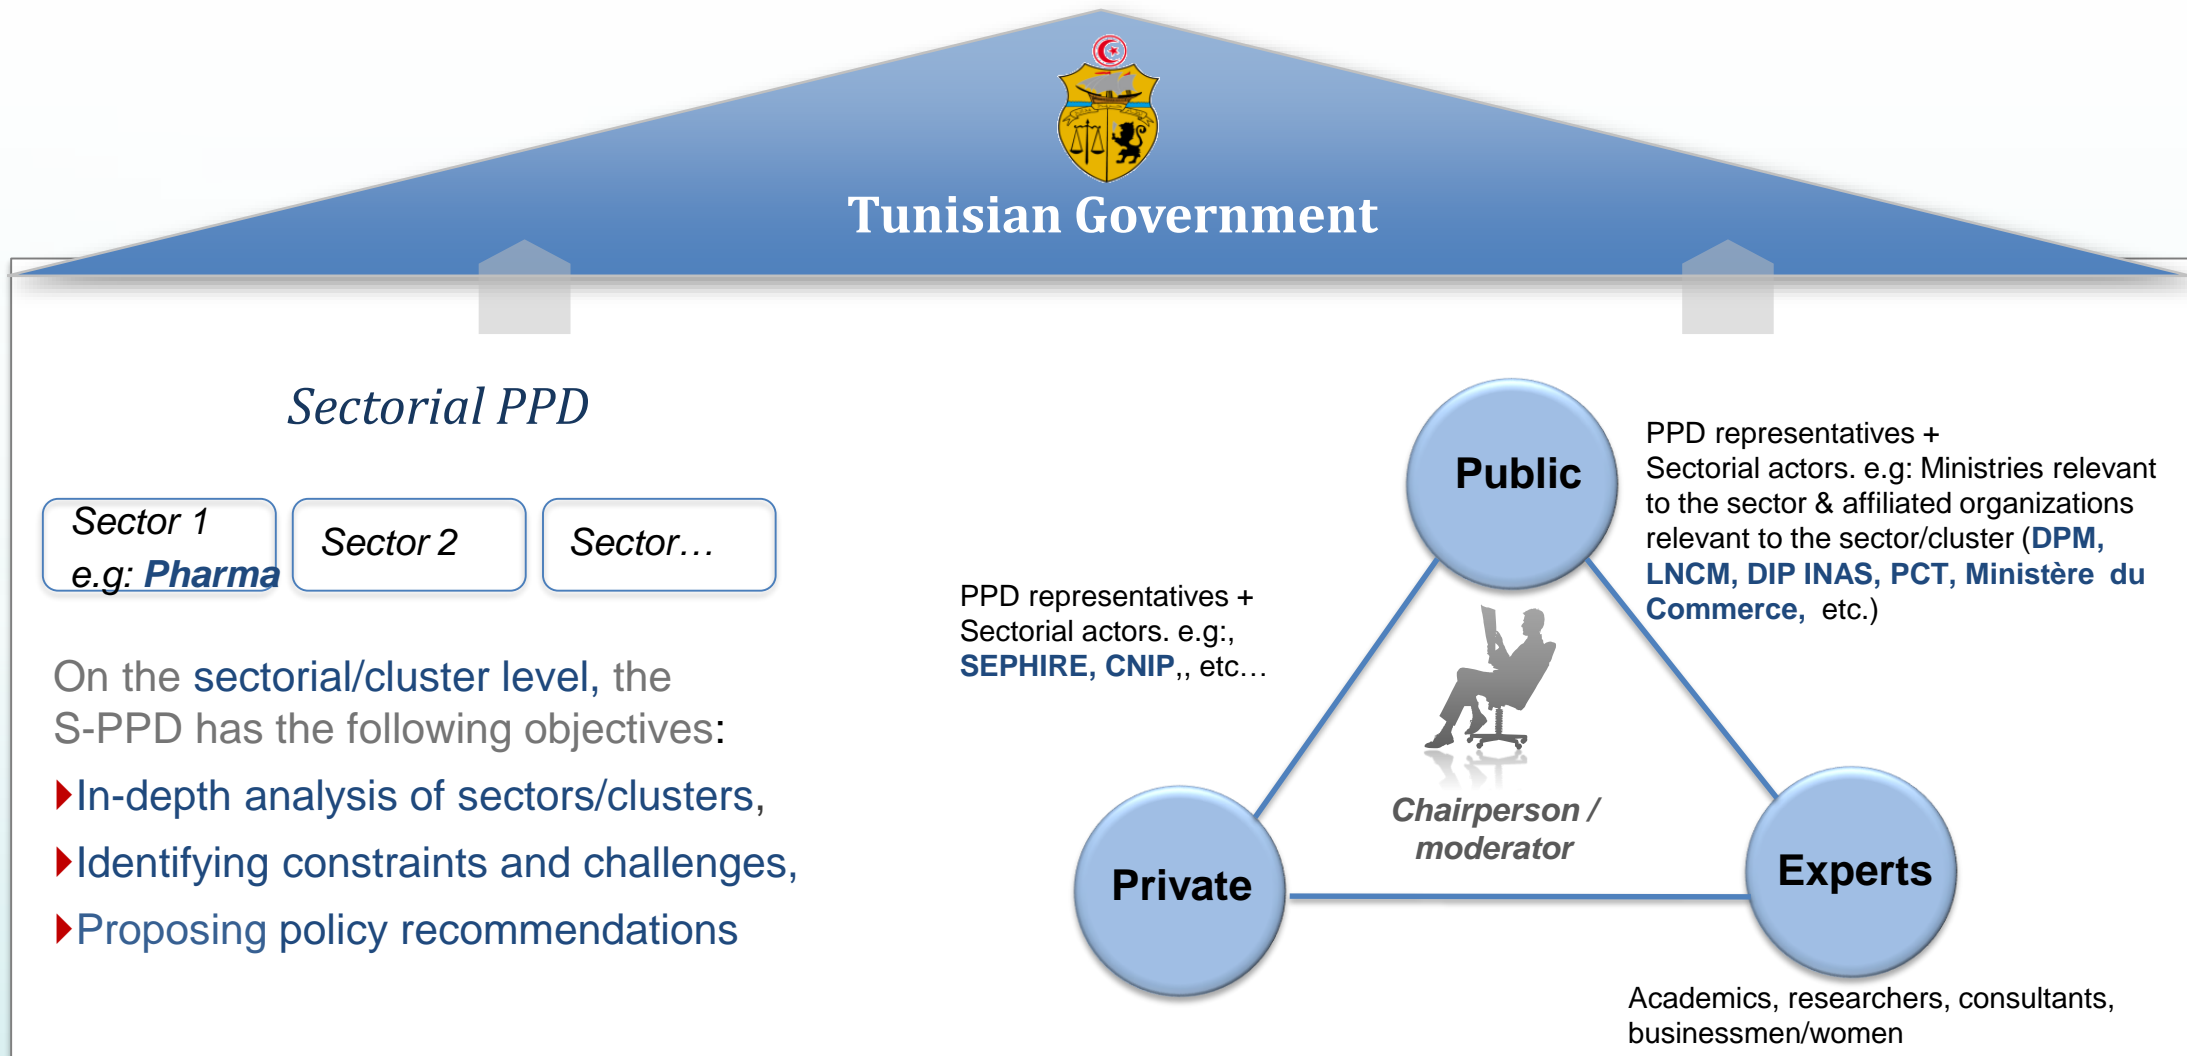 Tunisian Government
Sectorial PPD
Sector 1
e.g: Pharma
Sector 2
Sector…
On the sectorial/cluster level, the
S-PPD has the following objectives:
In-depth analysis of sectors/clusters,
Identifying constraints and challenges,
Proposing policy recommendations
Public
PPD representatives +
Sectorial actors. e.g: Ministries relevant
to the sector & affiliated organizations
relevant to the sector/cluster (DPM,
LNCM, DIP INAS, PCT, Ministère du
Commerce, etc.)
PPD representatives +
Sectorial actors. e.g:,
SEPHIRE, CNIP,, etc…
Chairperson /
moderator
Private
Experts
Academics, researchers, consultants,
businessmen/women